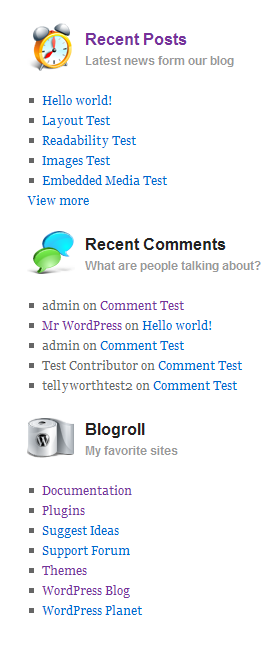 Recent Posts
Latest news form our blog
Hello world!
Layout Test
Readability Test
Images Test
Embedded Media Test
View more
Recent Comments
What are people talking about?
admin on Comment Test
Mr WordPress on Hello world!
admin on Comment Test
Test Contributor on Comment Test
tellyworthtest2 on Comment Test
Blogroll
My favorite sites
Documentation
Plugins
Suggest Ideas
Support Forum
Themes
WordPress Blog
WordPress Planet